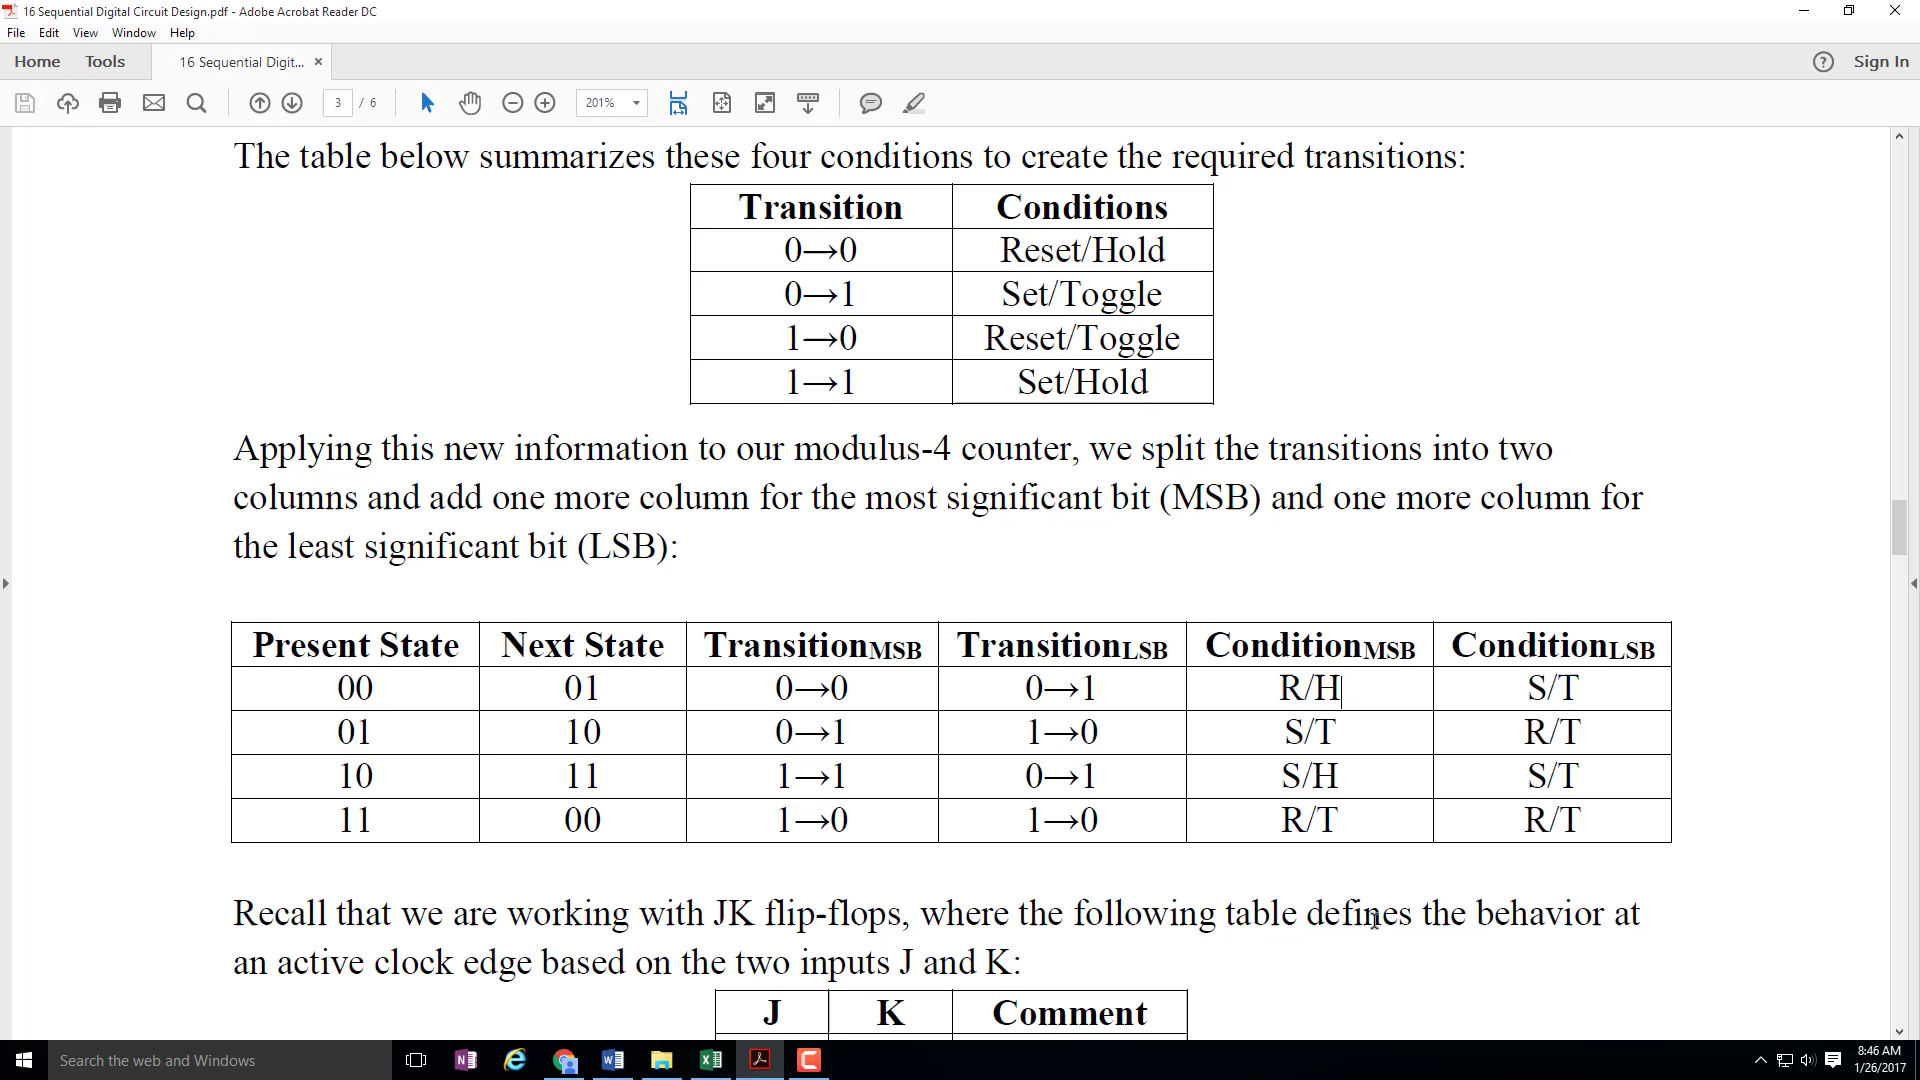 16 Sequential Digital Circuit Design.pdf - Adobe Acrobat Reader DC
File Edit View Window Help
Home Tools 16 Sequential Digit... × Sign In
3 / 6 201%
The table below summarizes these four conditions to create the required transitions:
Transition Conditions
0→0 Reset/Hold
0→1 Set/Toggle
1→0 Reset/Toggle
1→1 Set/Hold
Applying this new information to our modulus-4 counter, we split the transitions into two
columns and add one more column for the most significant bit (MSB) and one more column for
the least significant bit (LSB):
Present State Next State TransitionMSB TransitionLSB ConditionMSB ConditionLSB
00 01 0→0 0→1 R/H S/T
01 10 0→1 1→0 S/T R/T
10 11 1→1 0→1 S/H S/T
11 00 1→0 1→0 R/T R/T
Recall that we are working with JK flip-flops, where the following table defines the behavior at
an active clock edge based on the two inputs J and K:
J K Comment
Search the web and Windows
8:46 AM
1/26/2017